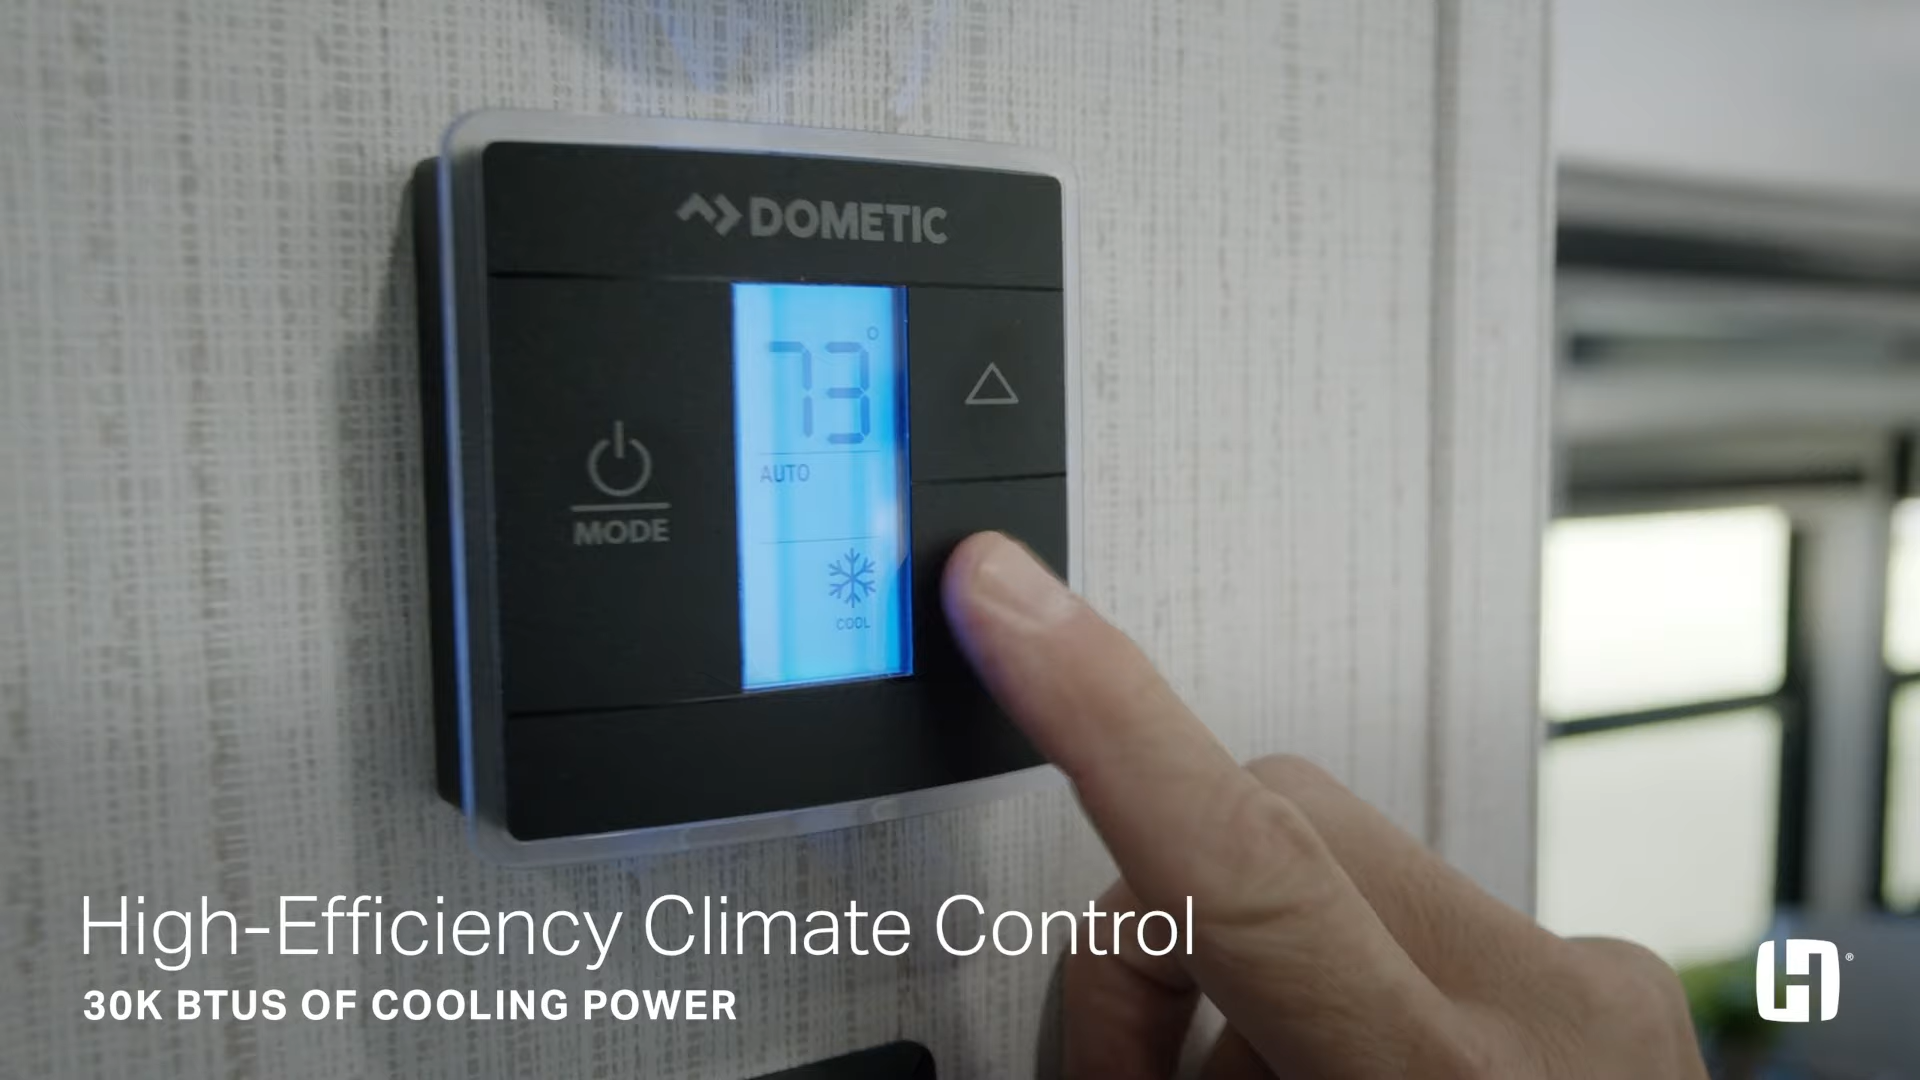 DOMETIC
73°
AUTO
MODE
COOL
High-Efficiency Climate Control
30K BTUS OF COOLING POWER